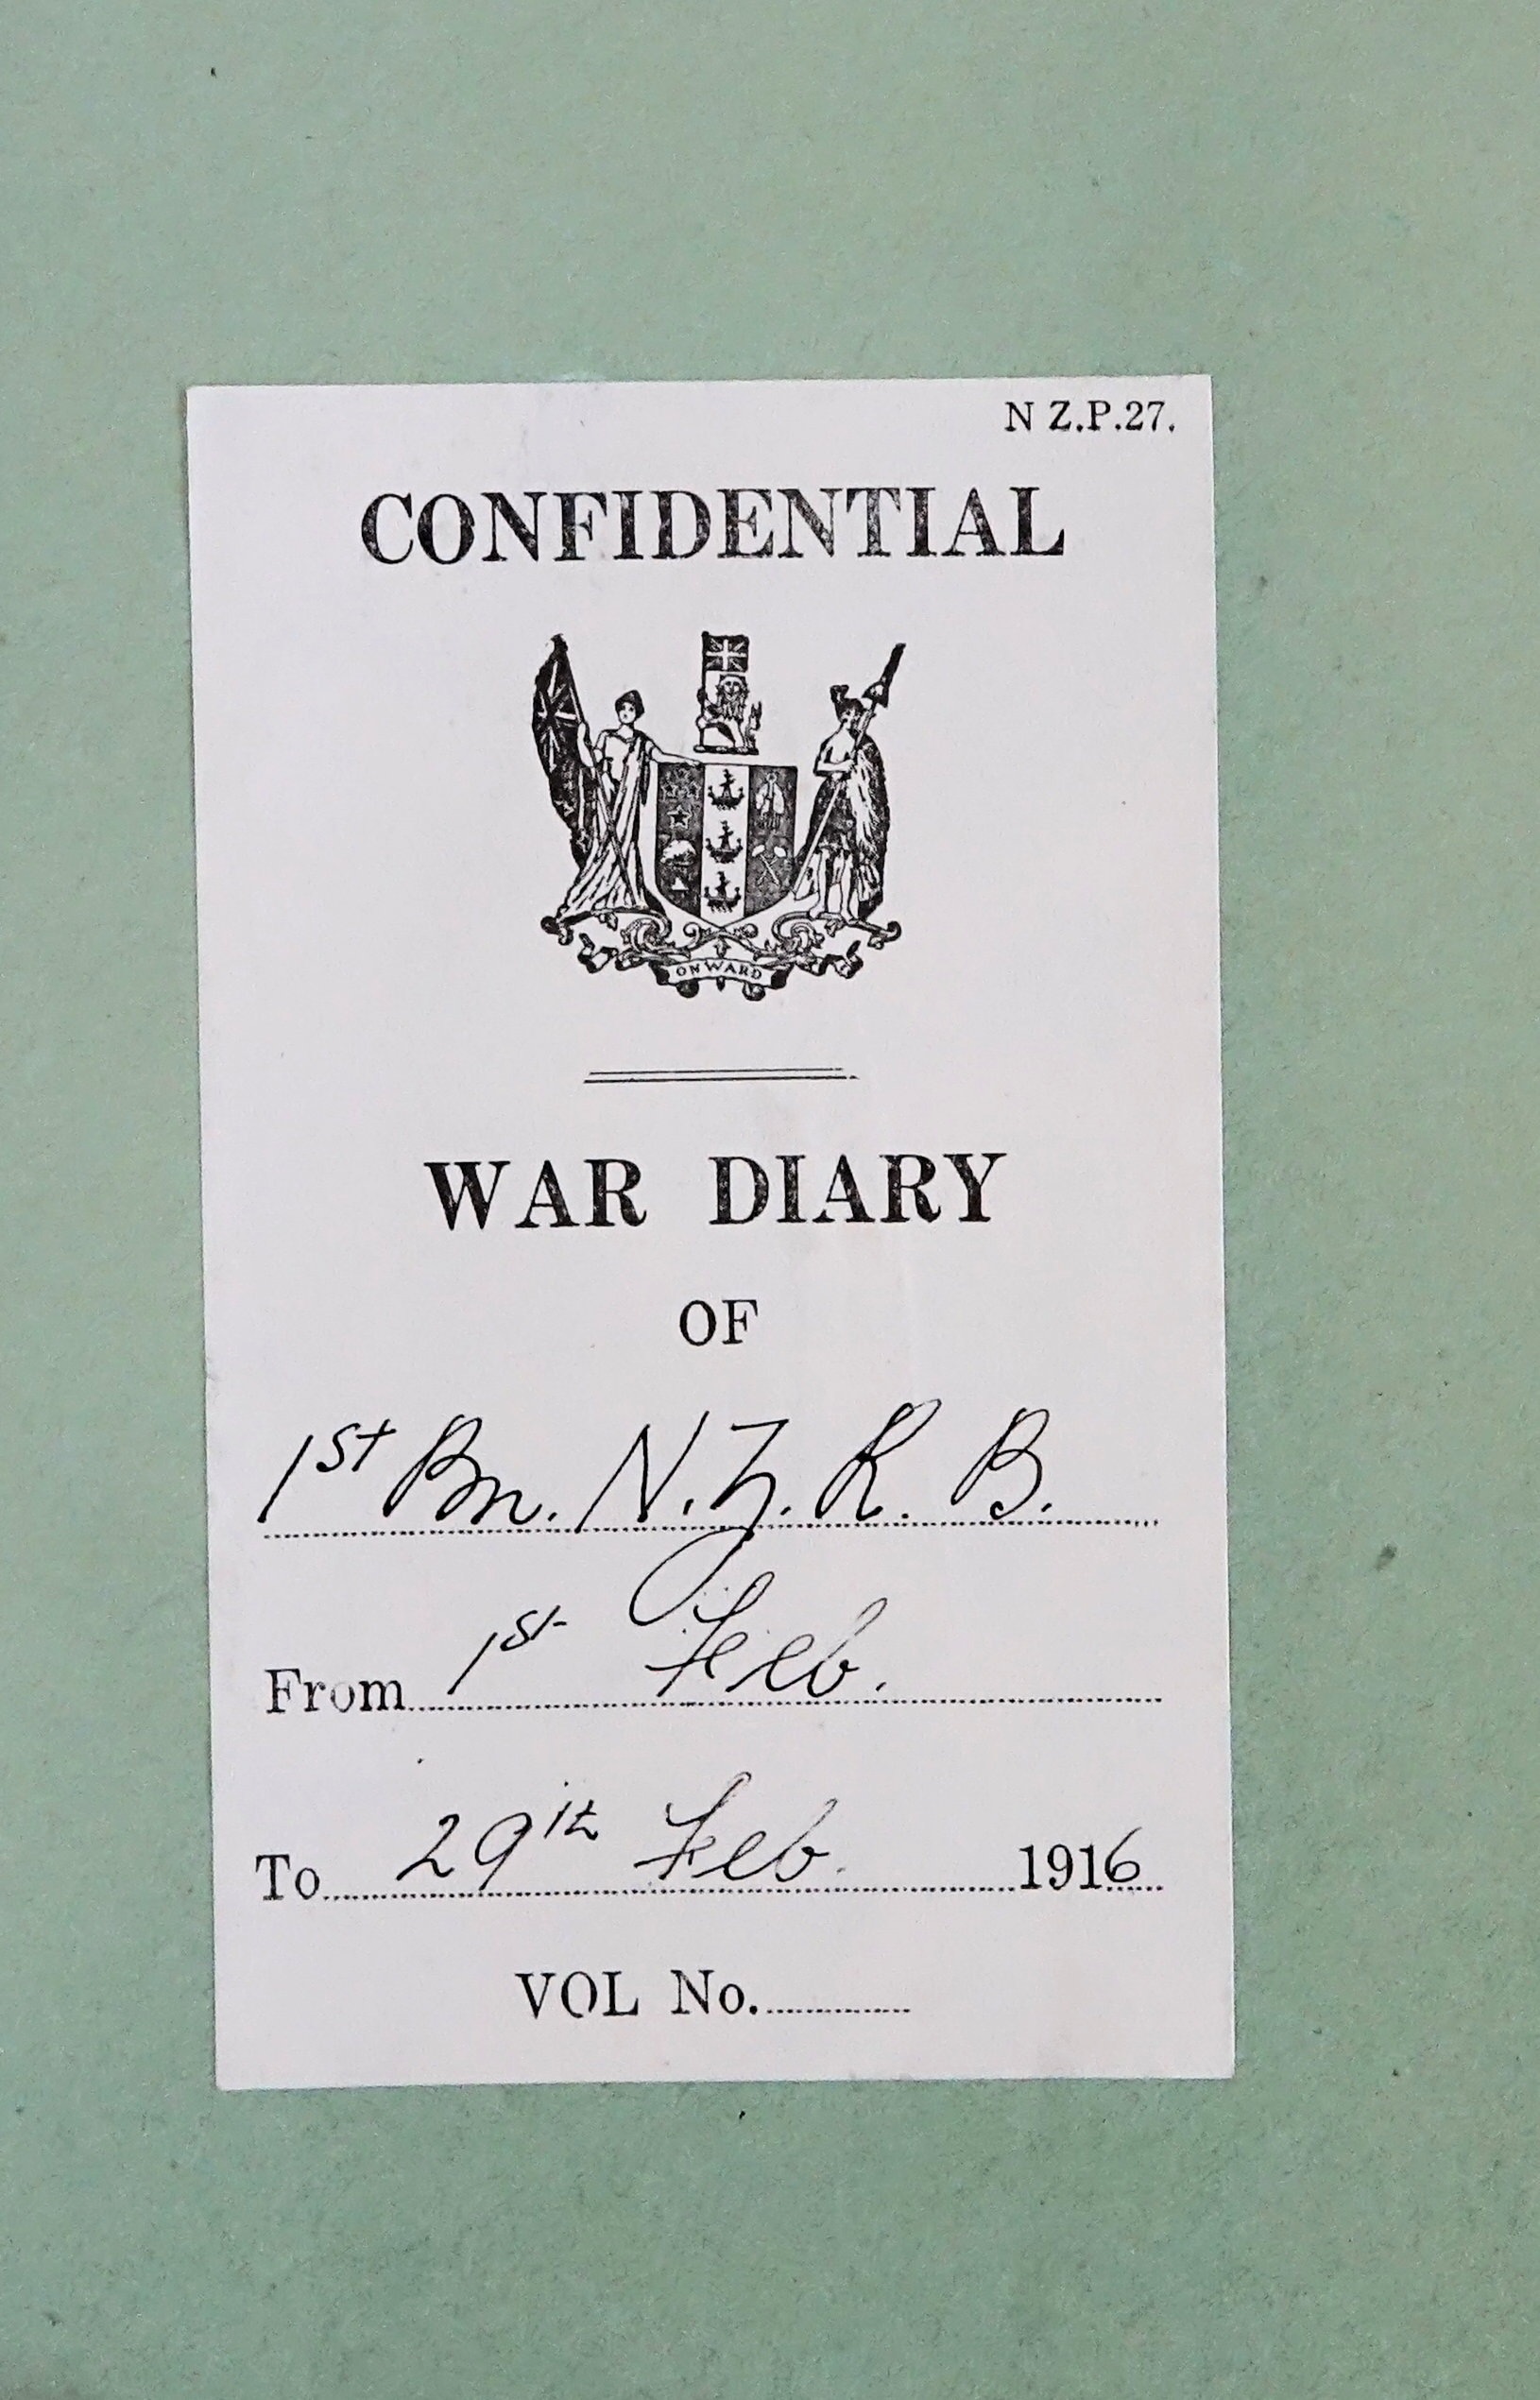 N Z.P.27.
CONFIDENTIAL
ONWARD
WAR DIARY
OF
1st Bn. N.Z.R.B.
From 1st Feb.
To 29th Feb. 1916
VOL No.